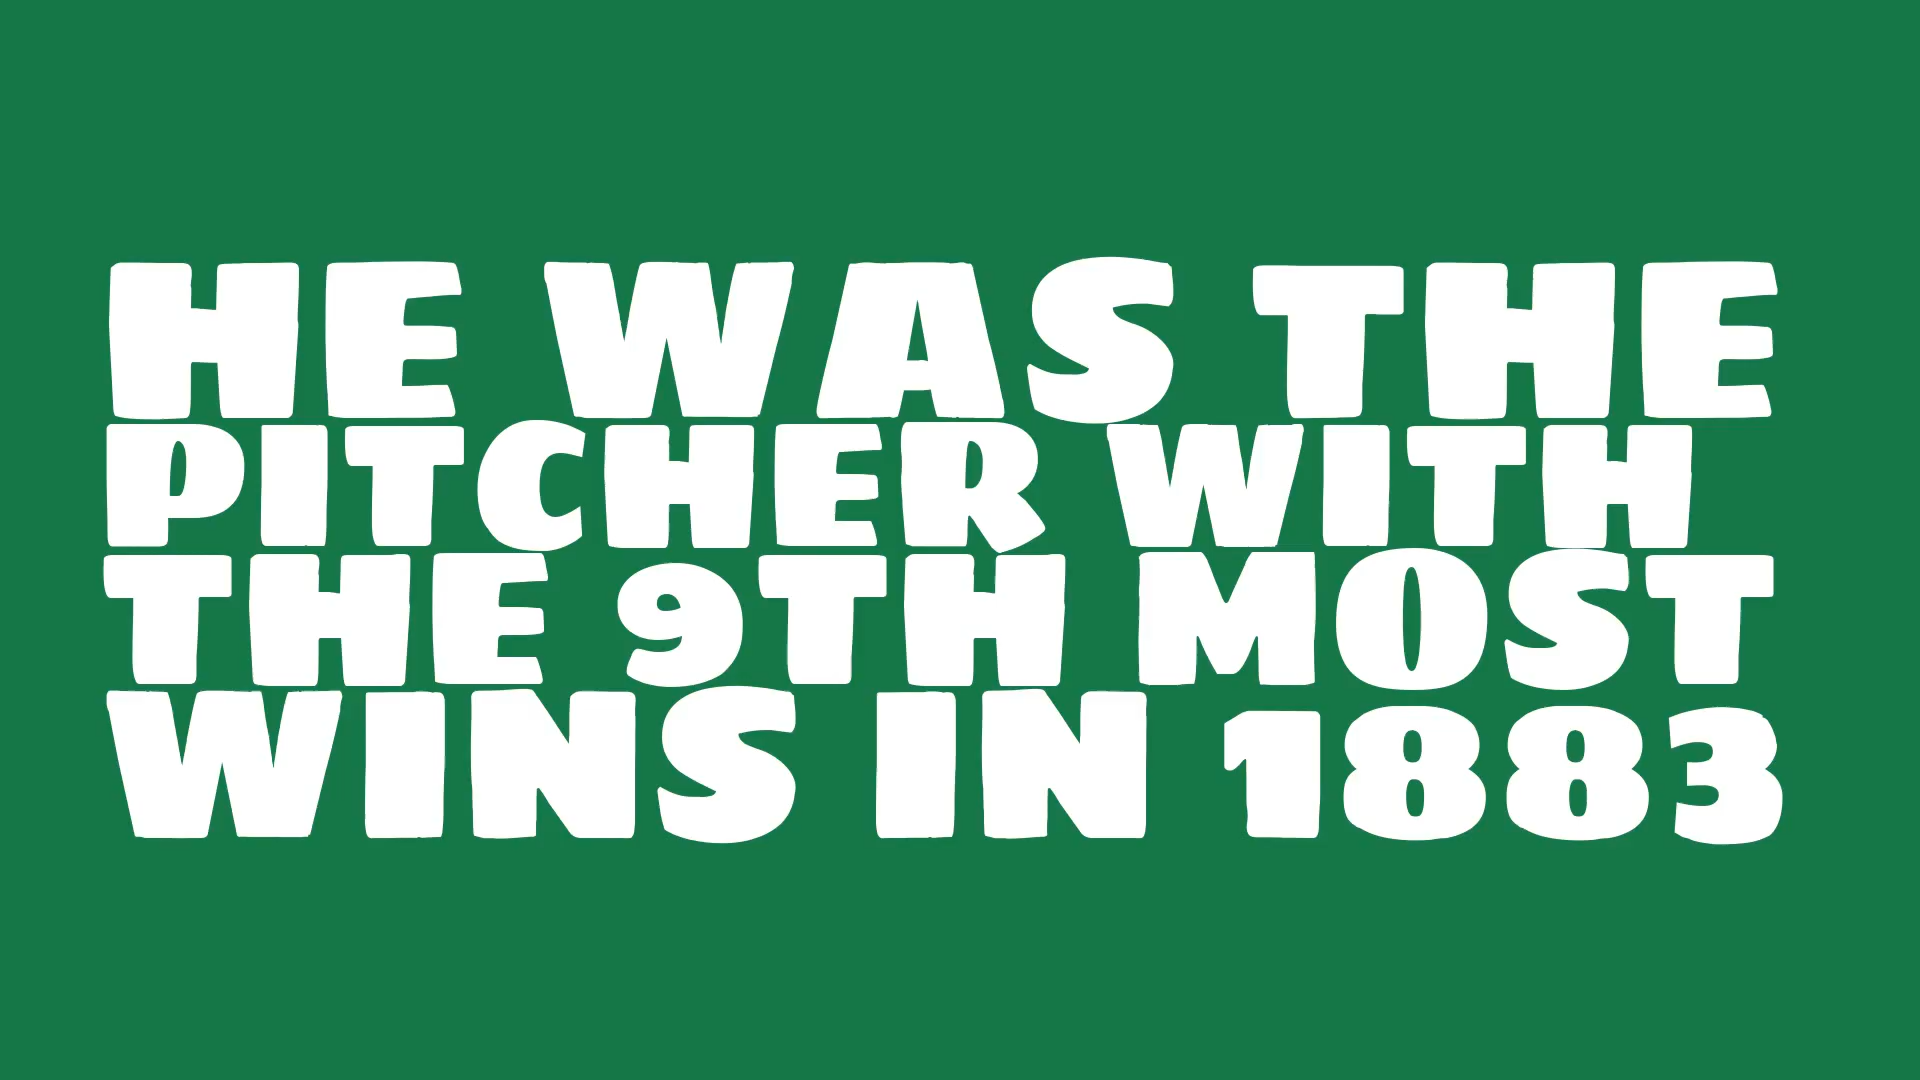 HE WAS THE
PITCHER WITH
THE 9TH MOST
WINS IN 1883